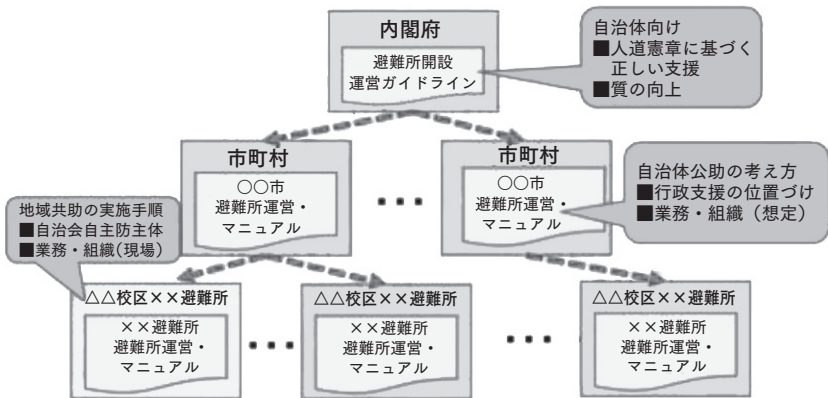 内閣府
避難所開設
運営ガイドライン
自治体向け
■人道憲章に基づく
正しい支援
■質の向上
市町村
〇〇市
避難所運営・
マニュアル
市町村
〇〇市
避難所運営・
マニュアル
自治体公助の考え方
■行政支援の位置づけ
■業務・組織（想定）
地域共助の実施手順
■自治会自主防主体
■業務・組織（現場）
△△校区××避難所
××避難所
避難所運営・
マニュアル
△△校区××避難所
××避難所
避難所運営・
マニュアル
△△校区××避難所
××避難所
避難所運営・
マニュアル